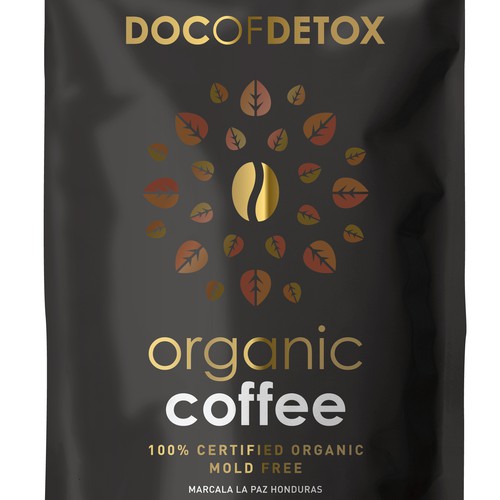 DOCOFDETOX
organic
coffee
100% CERTIFIED ORGANIC
MOLD FREE
MARCALA LA PAZ HONDURAS